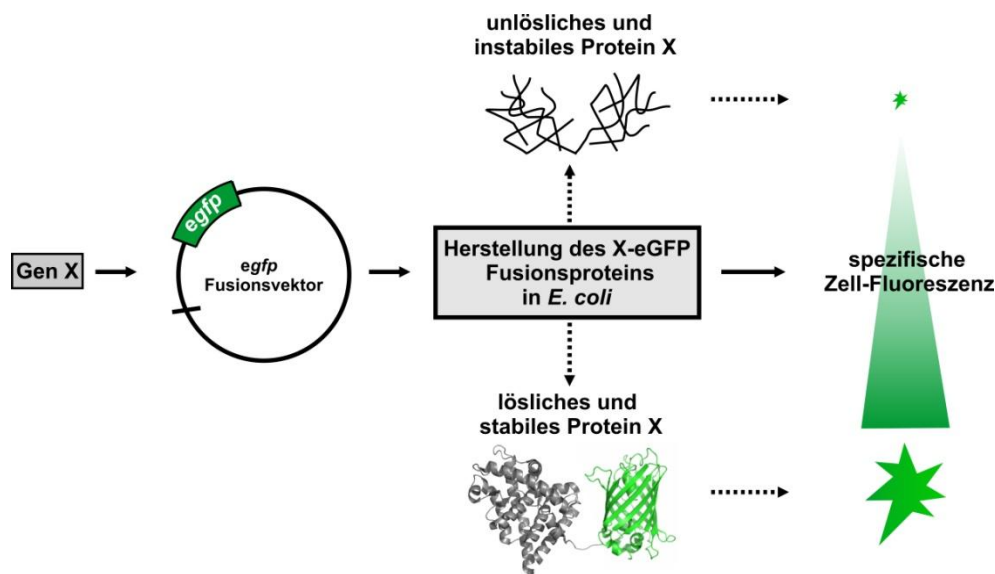 unlösliches und
instabiles Protein X
egfp
Gen X
egfp
Fusionsvektor
Herstellung des X-eGFP
Fusionsproteins
in E. coli
spezifische
Zell-Fluoreszenz
lösliches und
stabiles Protein X